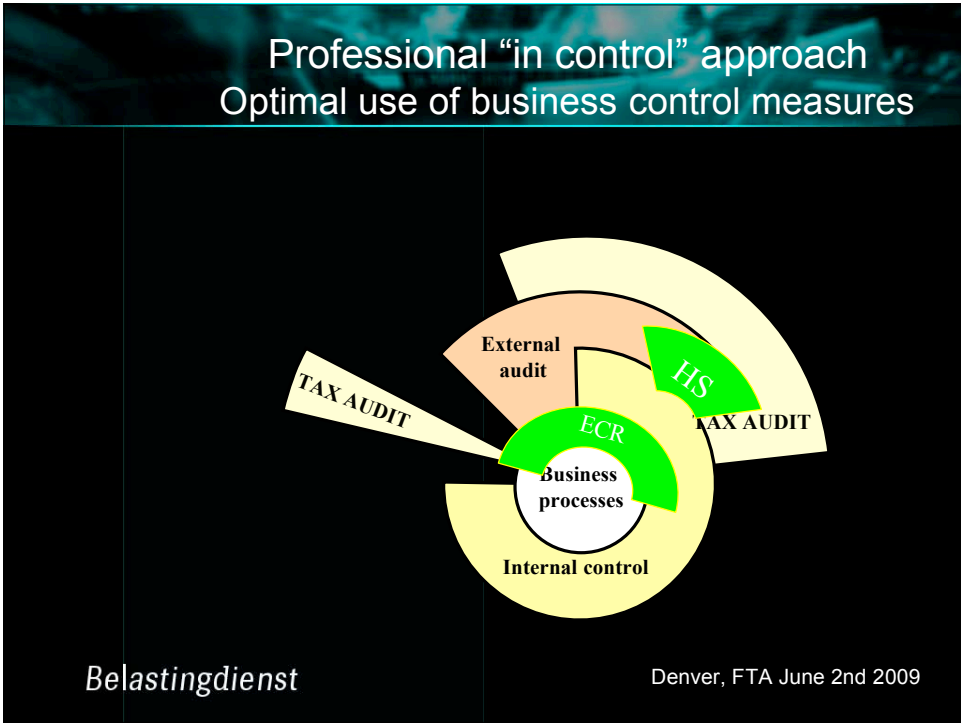 Professional “in control” approach
Optimal use of business control measures
External
audit
HS
TAX AUDIT
TAX AUDIT
ECR
Business
processes
Internal control
Belastingdienst
Denver, FTA June 2nd 2009